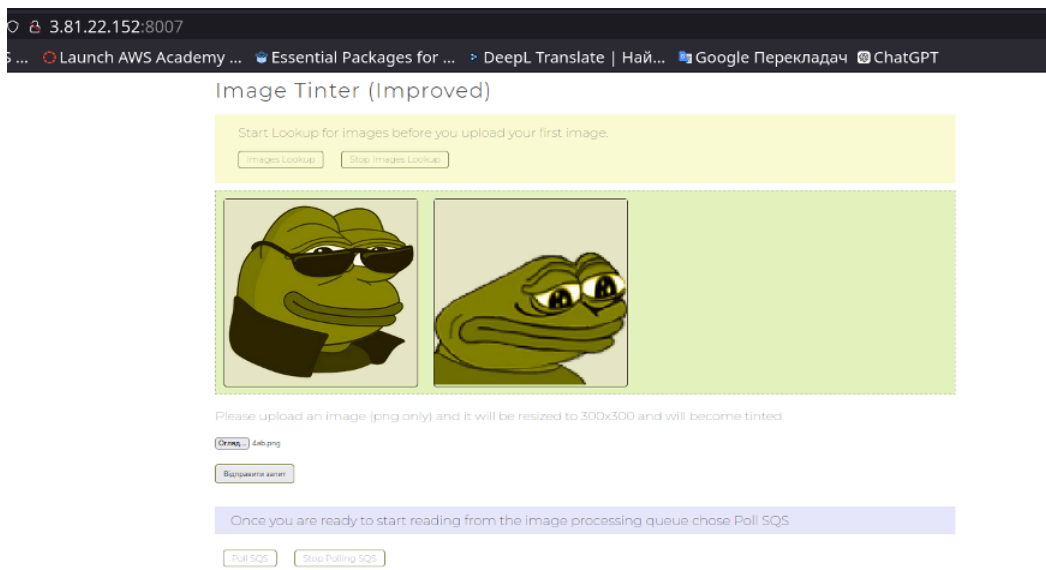 3.81.22.152:8007
S ... Launch AWS Academy ... Essential Packages for ... DeepL Translate | Най... Google Перекладач ChatGPT
Image Tinter (Improved)
Start Lookup for images before you upload your first image.
Images Lookup Stop Images Lookup
Please upload an image (png only) and it will be resized to 300x300 and will become tinted.
Огляд... 4ab.png
Відправити запит
Once you are ready to start reading from the image processing queue chose Poll SQS
Poll SQS Stop Polling SQS